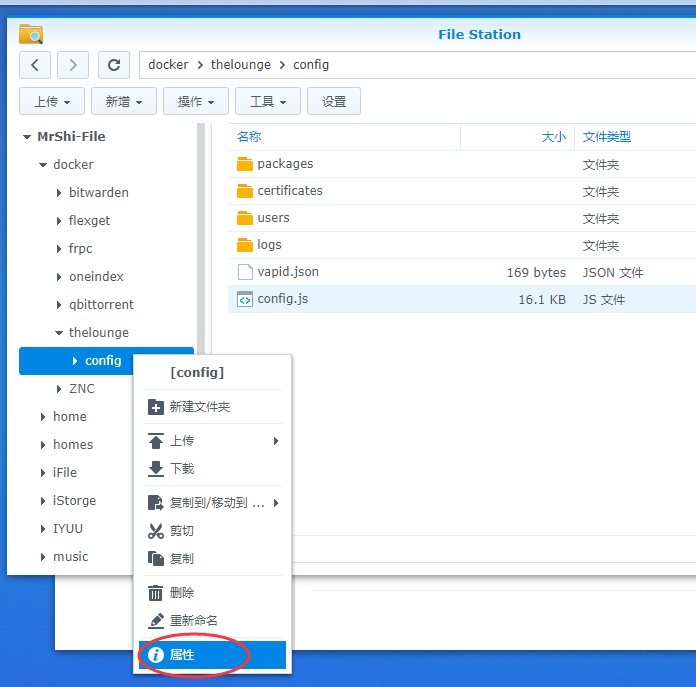 File Station
docker > thelounge > config
上传 新增 操作 工具 设置
MrShi-File
docker
bitwarden
flexget
frpc
oneindex
qbittorrent
thelounge
config
ZNC
home
homes
iFile
iStorge
IYUU
music
名称 大小 文件类型
packages 文件夹
certificates 文件夹
users 文件夹
logs 文件夹
vapid.json 169 bytes JSON 文件
config.js 16.1 KB JS 文件
[config]
新建文件夹
上传
下载
复制到/移动到 ...
剪切
复制
删除
重新命名
属性